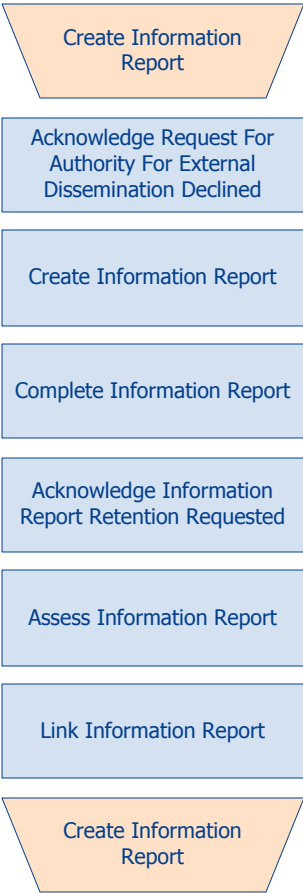 Create Information
Report
Acknowledge Request For
Authority For External
Dissemination Declined
Create Information Report
Complete Information Report
Acknowledge Information
Report Retention Requested
Assess Information Report
Link Information Report
Create Information
Report